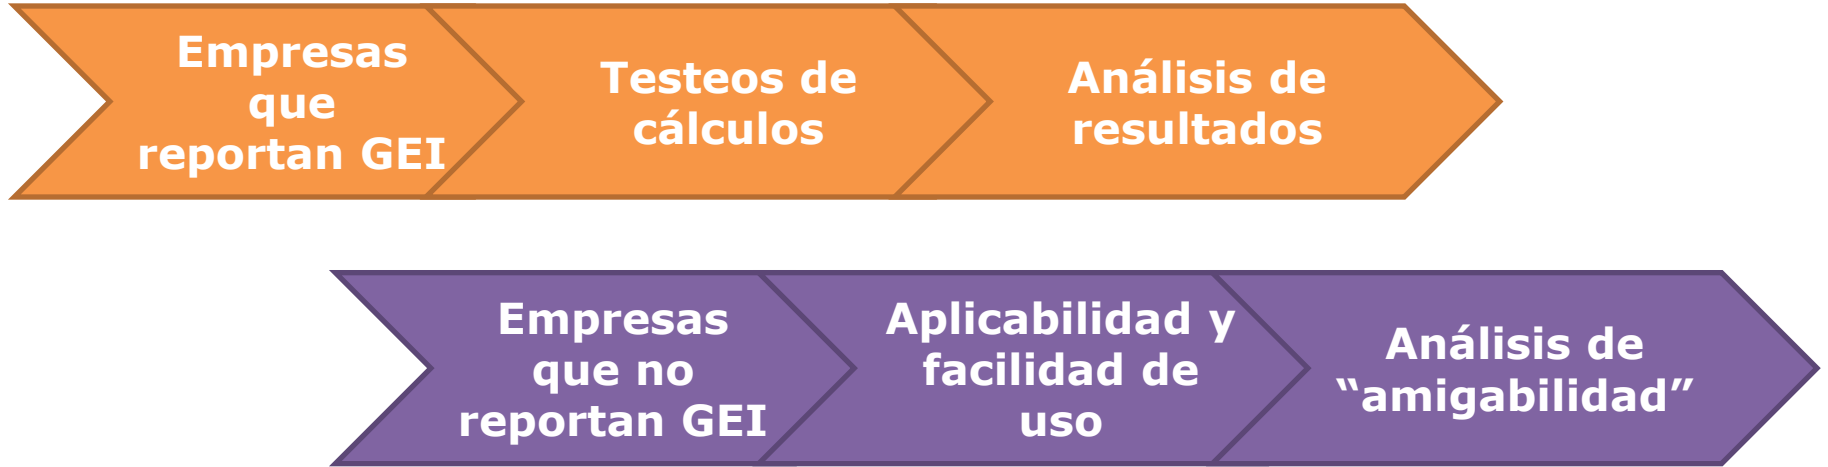 Empresas
que
reportan GEI
Testeos de
cálculos
Análisis de
resultados
Empresas
que no
reportan GEI
Aplicabilidad y
facilidad de
uso
Análisis de
“amigabilidad”